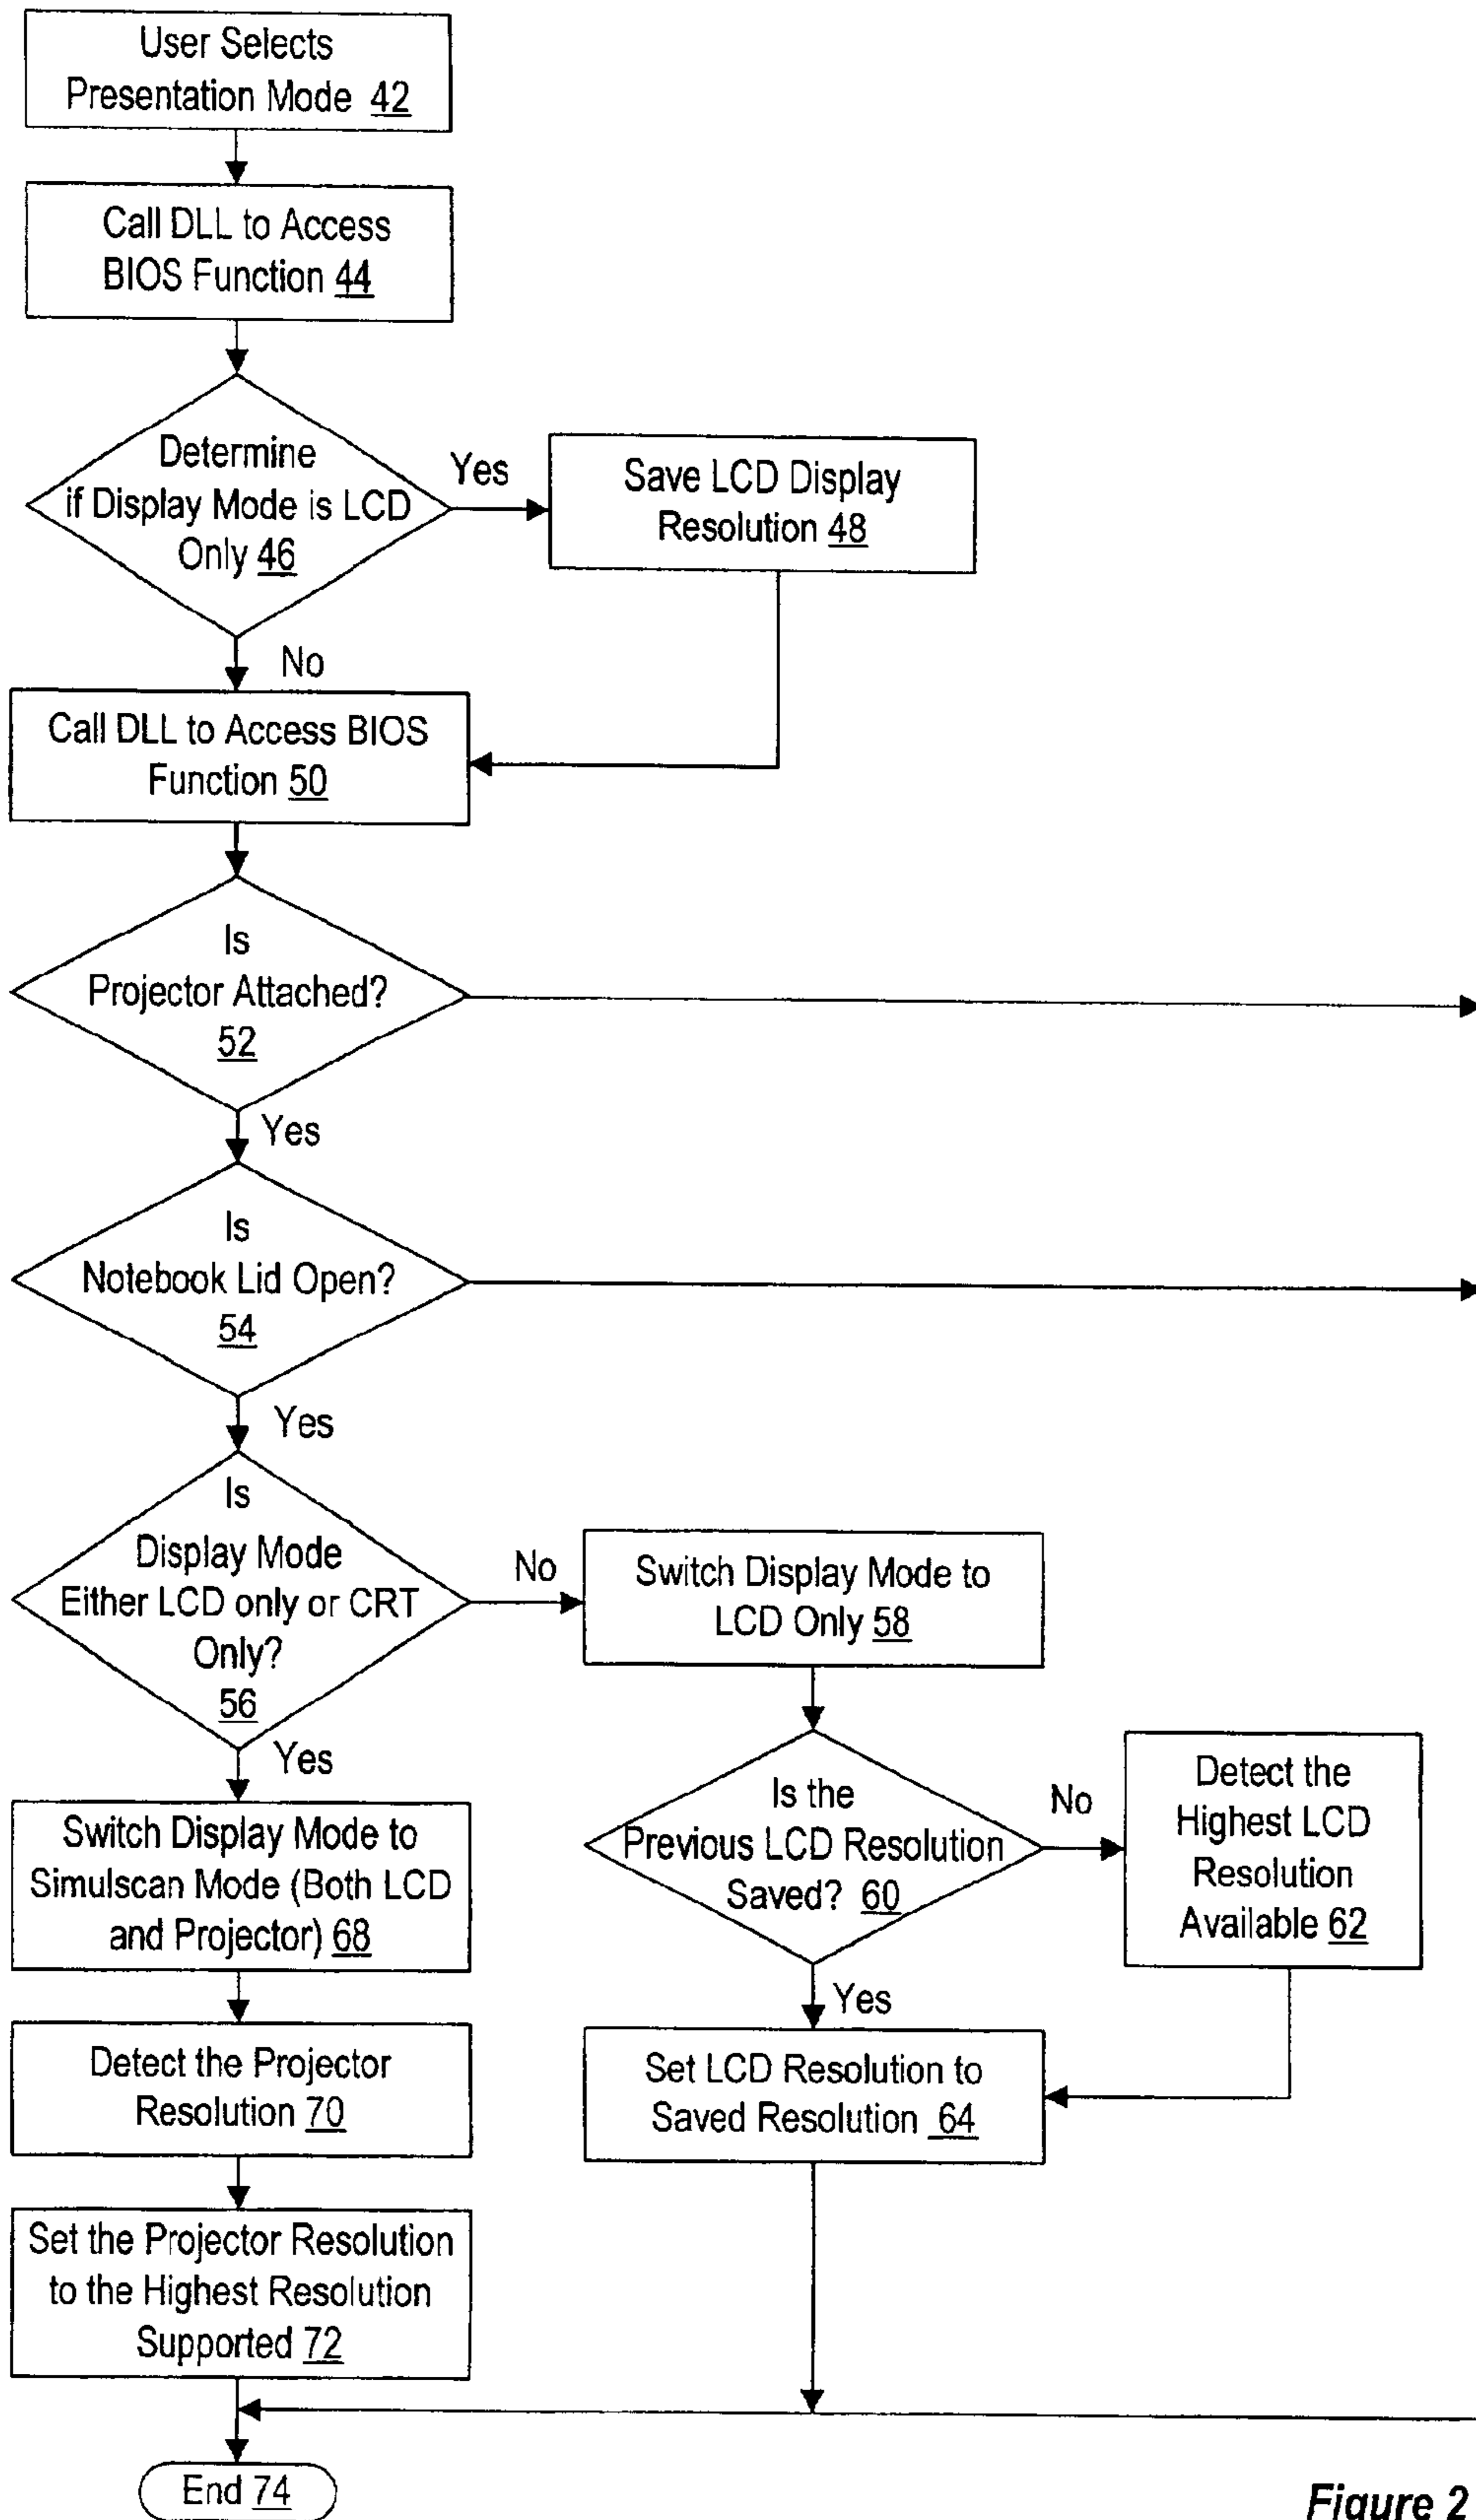 User Selects
Presentation Mode 42
Call DLL to Access
BIOS Function 44
Determine
if Display Mode is LCD
Only 46
Yes
Save LCD Display
Resolution 48
No
Call DLL to Access BIOS
Function 50
Is
Projector Attached?
52
Yes
Is
Notebook Lid Open?
54
Yes
Is
Display Mode
Either LCD only or CRT
Only?
56
No
Switch Display Mode to
LCD Only 58
Yes
Is the
Previous LCD Resolution
Saved? 60
No
Detect the
Highest LCD
Resolution
Available 62
Switch Display Mode to
Simulscan Mode (Both LCD
and Projector) 68
Yes
Detect the Projector
Resolution 70
Set LCD Resolution to
Saved Resolution 64
Set the Projector Resolution
to the Highest Resolution
Supported 72
End 74
Figure 2